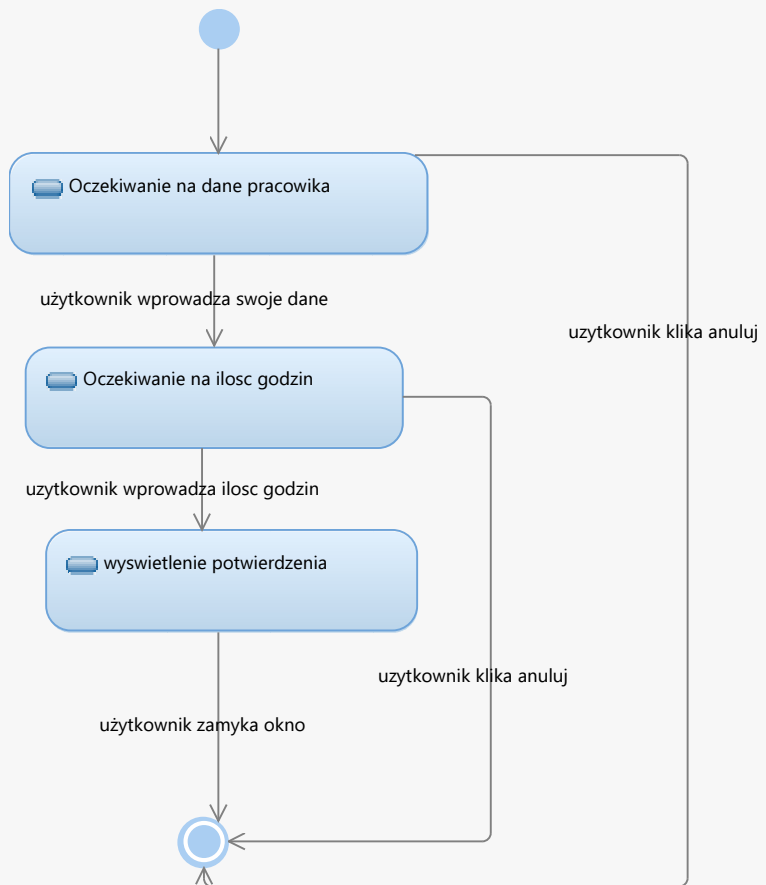 Oczekiwanie na dane pracowika
użytkownik wprowadza swoje dane
uzytkownik klika anuluj
Oczekiwanie na ilosc godzin
uzytkownik wprowadza ilosc godzin
wyswietlenie potwierdzenia
uzytkownik klika anuluj
użytkownik zamyka okno